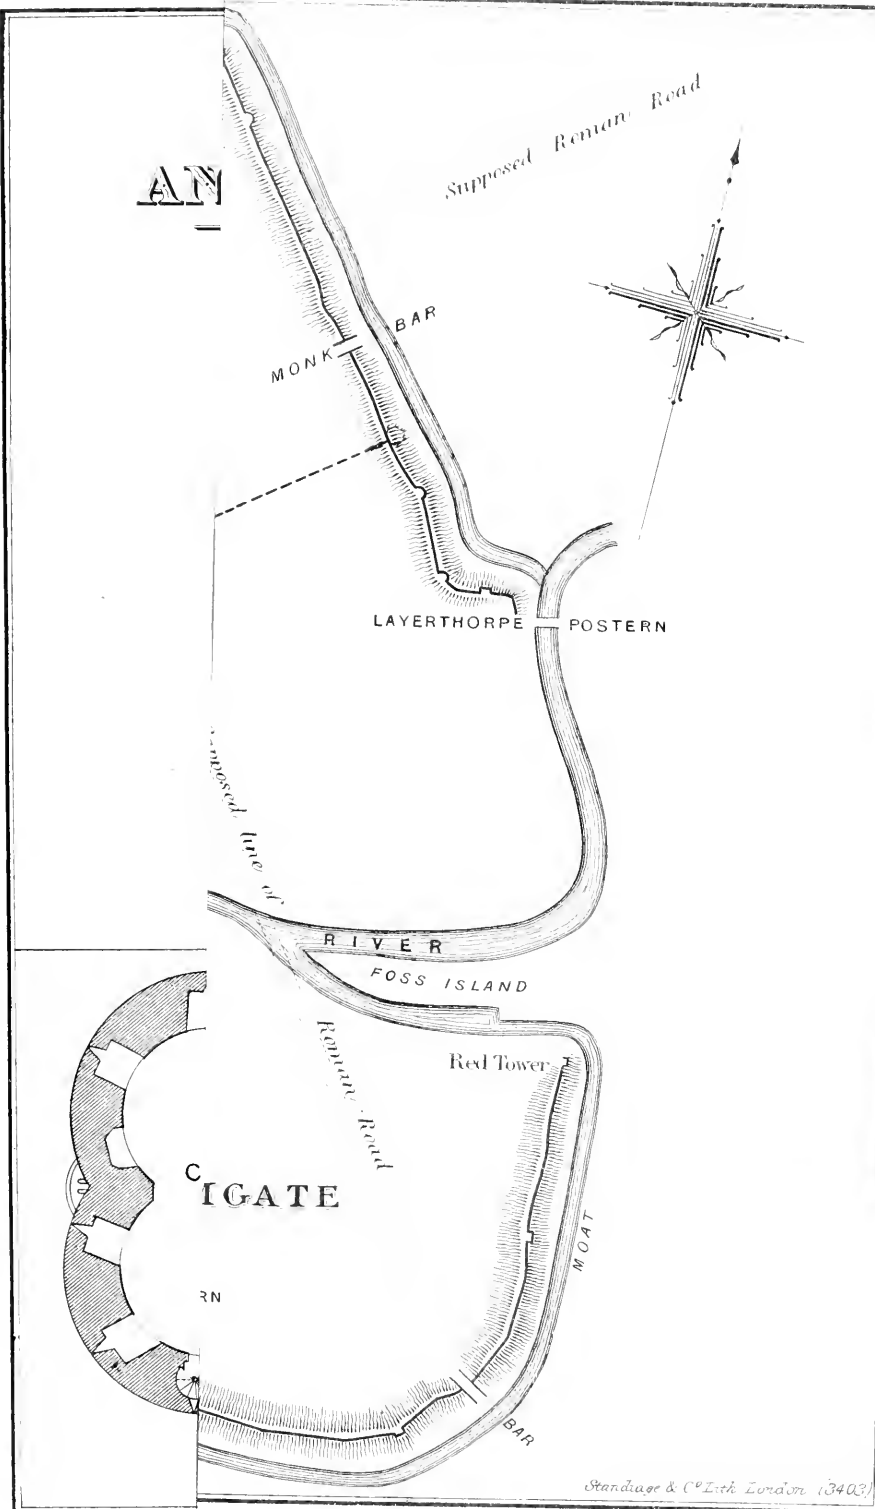 Supposed Roman Road
AN
MONK BAR
LAYERTHORPE POSTERN
line of
RIVER
FOSS ISLAND
Roman Road
Red Tower
C
IGATE
MOAT
RN
BAR
Standidge & Co Lith London (3403)